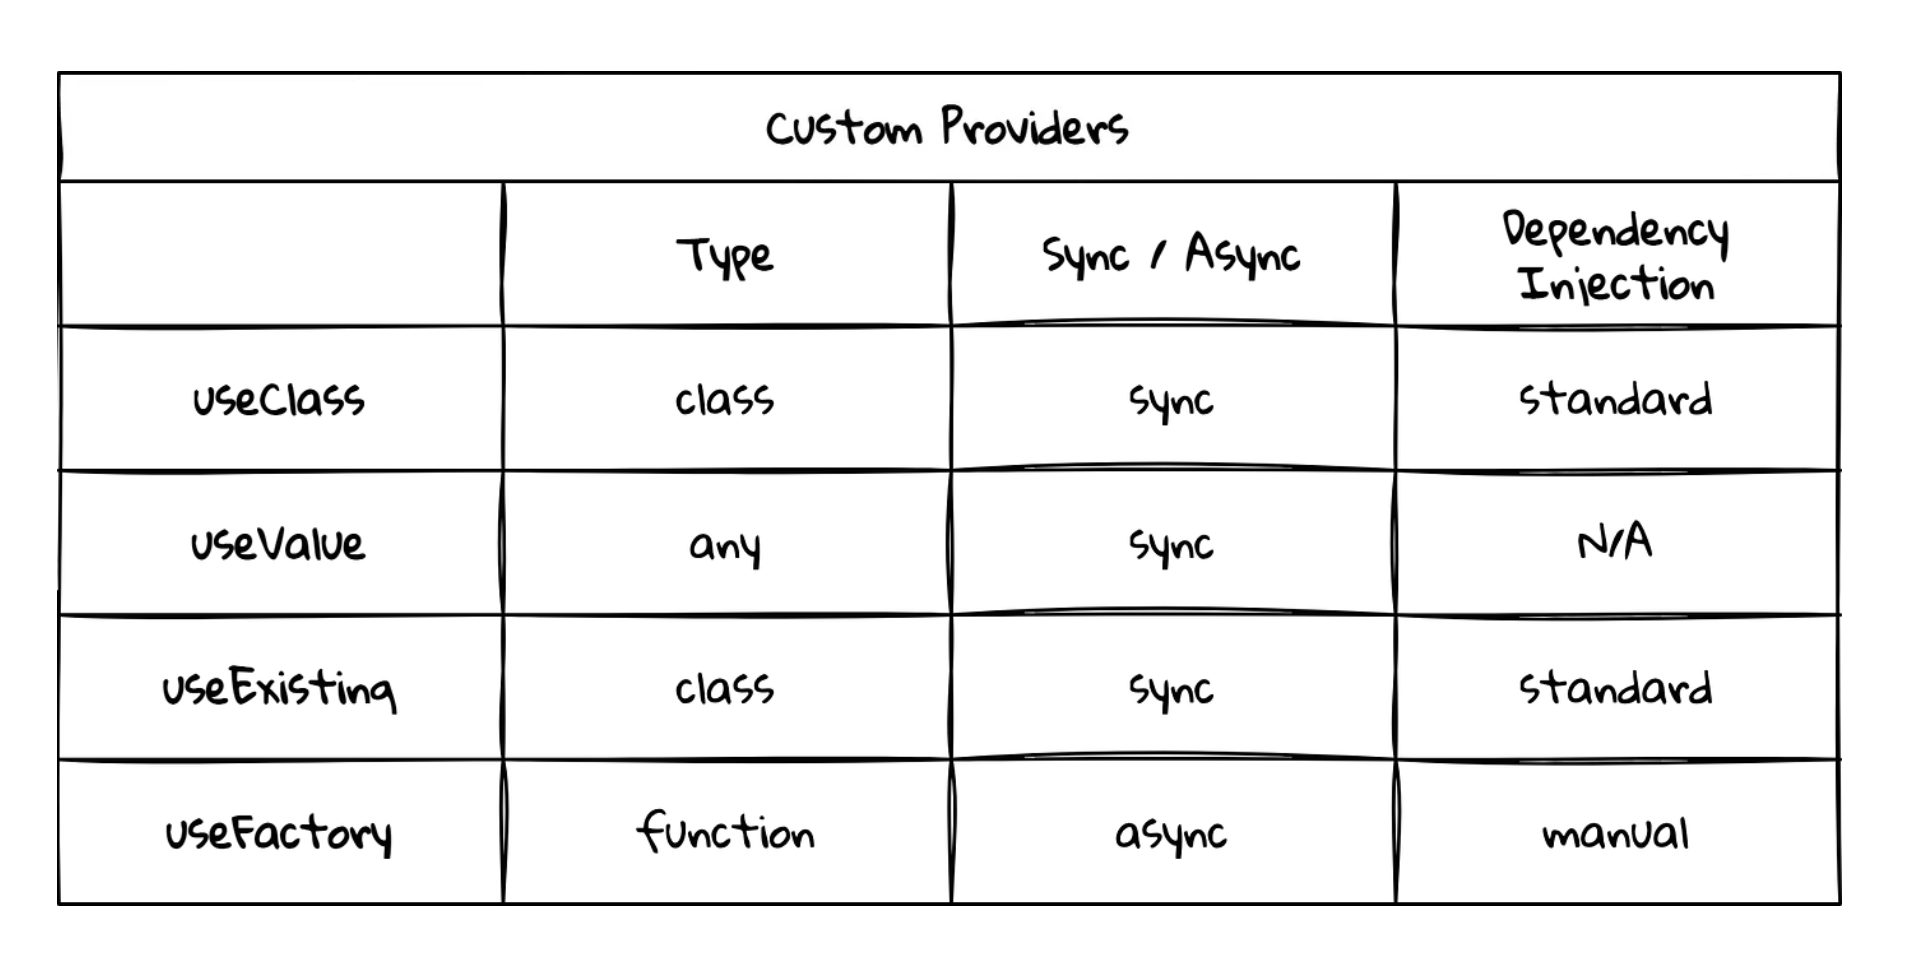 Custom Providers
Type
Sync / Async
Dependency
Injection
useClass
class
sync
standard
useValue
any
sync
N/A
useExisting
class
sync
standard
useFactory
function
async
manual